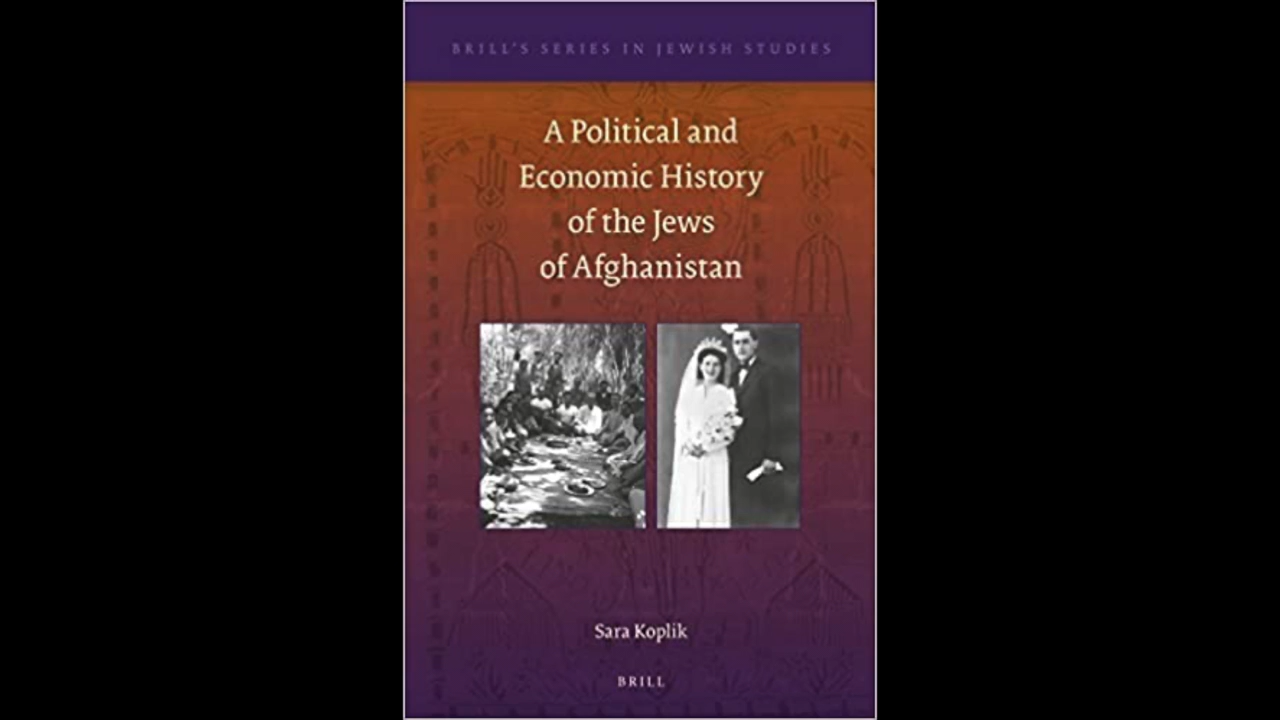 BRILL'S SERIES IN JEWISH STUDIES
A Political and
Economic History
of the Jews
of Afghanistan
Sara Koplik
BRILL